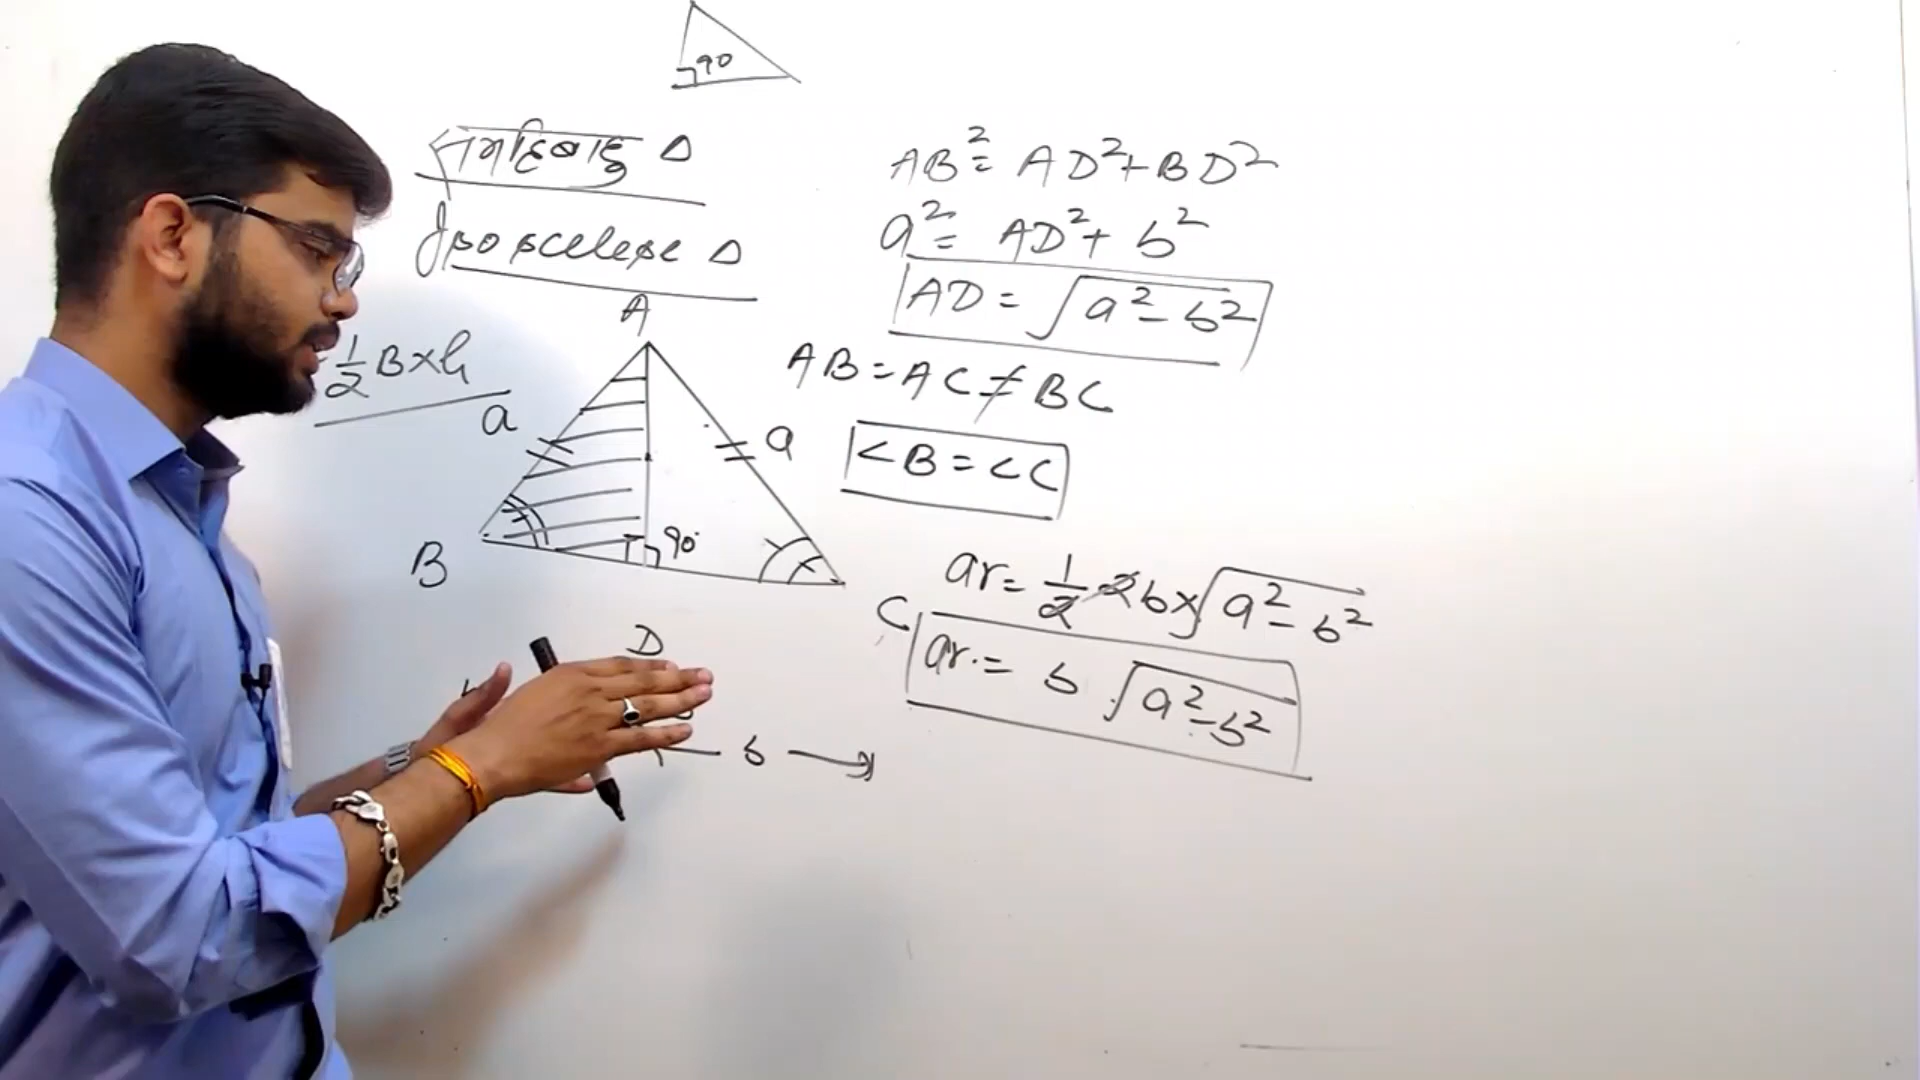 90
समद्विबाहु Δ
Isoscelese Δ
1/2 B×h
A
a
a
B
90°
C
D
b
AB² = AD² + BD²
a² = AD² + b²
AD = √a² - b²
AB = AC ≠ BC
<B = <C
ar = 1/2 2b × √a² - b²
ar. = b √a² - b²